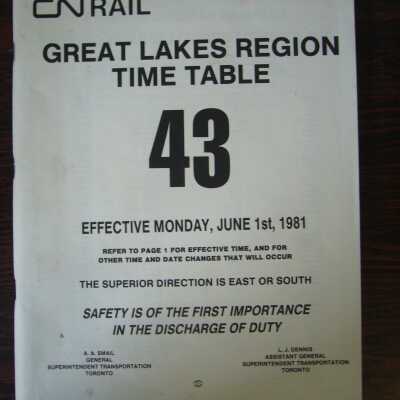 CN RAIL
GREAT LAKES REGION
TIME TABLE
43
EFFECTIVE MONDAY, JUNE 1st, 1981
REFER TO PAGE 1 FOR EFFECTIVE TIME, AND FOR
OTHER TIME AND DATE CHANGES THAT WILL OCCUR
THE SUPERIOR DIRECTION IS EAST OR SOUTH
SAFETY IS OF THE FIRST IMPORTANCE
IN THE DISCHARGE OF DUTY
A. A. SMAIL
GENERAL
SUPERINTENDENT TRANSPORTATION
TORONTO
L. J. DENNIS
ASSISTANT GENERAL
SUPERINTENDENT TRANSPORTATION
TORONTO